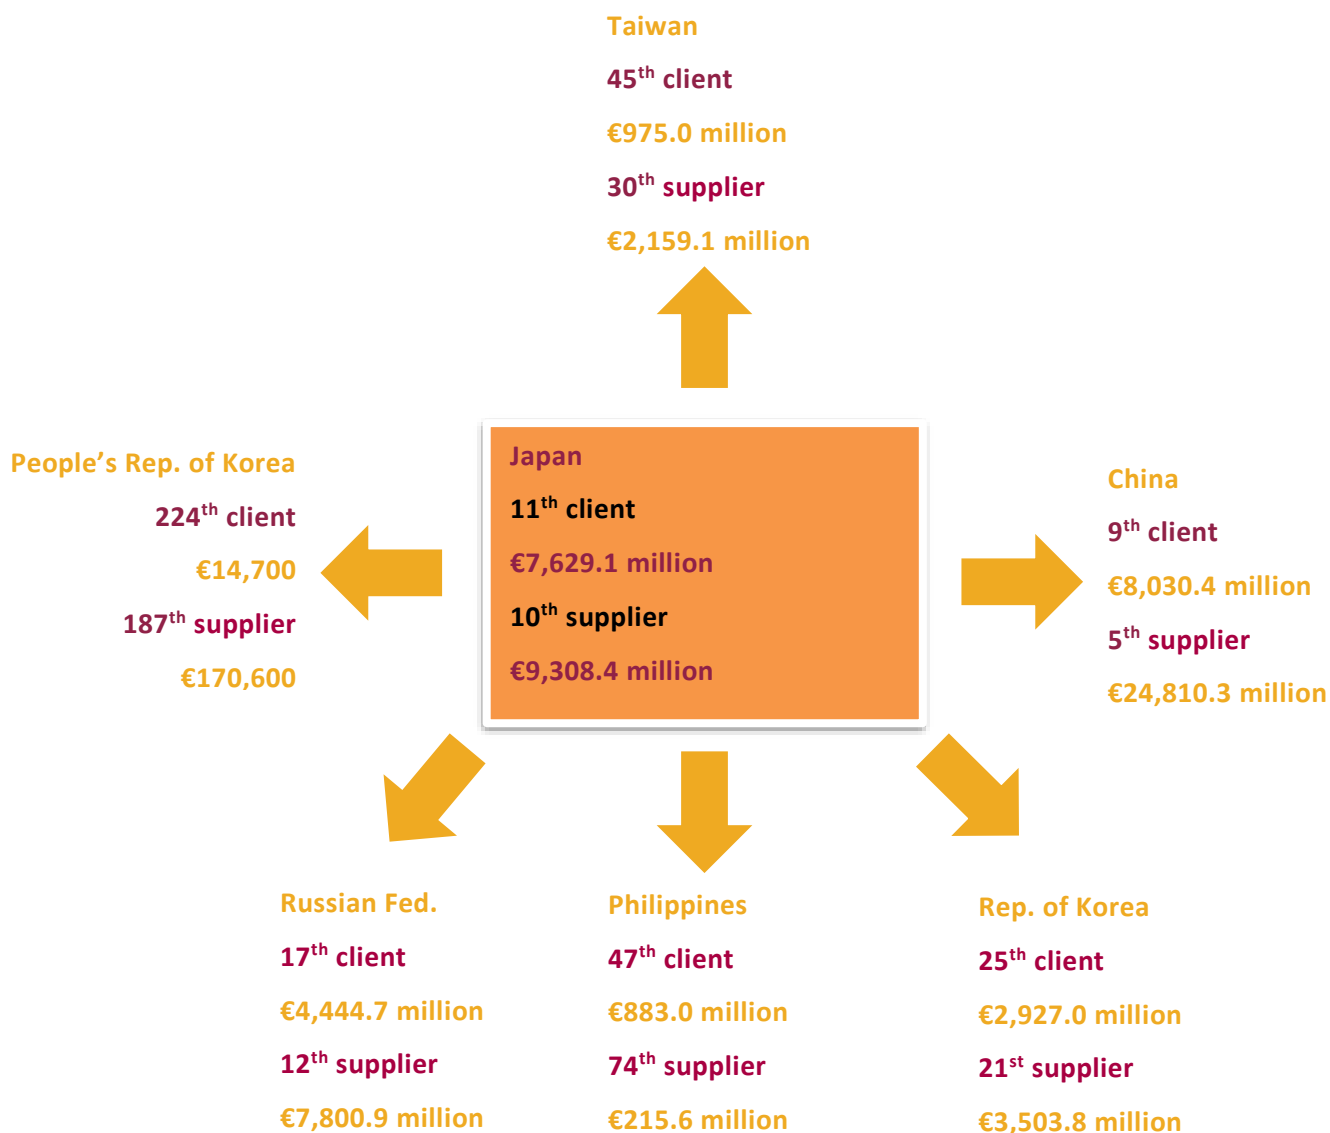 Taiwan
45th client
€975.0 million
30th supplier
€2,159.1 million
People’s Rep. of Korea
224th client
€14,700
187th supplier
€170,600
Japan
11th client
€7,629.1 million
10th supplier
€9,308.4 million
China
9th client
€8,030.4 million
5th supplier
€24,810.3 million
Russian Fed.
17th client
€4,444.7 million
12th supplier
€7,800.9 million
Philippines
47th client
€883.0 million
74th supplier
€215.6 million
Rep. of Korea
25th client
€2,927.0 million
21st supplier
€3,503.8 million